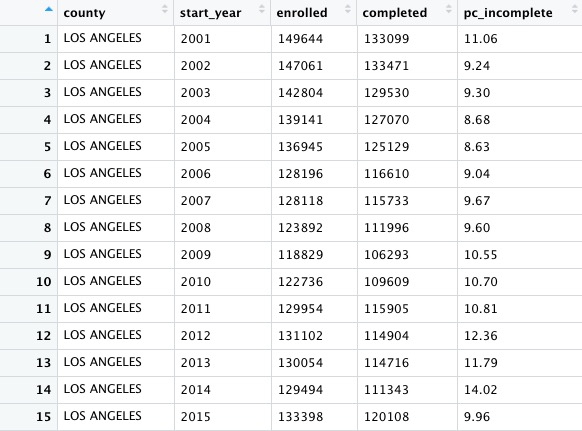 county start_year enrolled completed pc_incomplete
1 LOS ANGELES 2001 149644 133099 11.06
2 LOS ANGELES 2002 147061 133471 9.24
3 LOS ANGELES 2003 142804 129530 9.30
4 LOS ANGELES 2004 139141 127070 8.68
5 LOS ANGELES 2005 136945 125129 8.63
6 LOS ANGELES 2006 128196 116610 9.04
7 LOS ANGELES 2007 128118 115733 9.67
8 LOS ANGELES 2008 123892 111996 9.60
9 LOS ANGELES 2009 118829 106293 10.55
10 LOS ANGELES 2010 122736 109609 10.70
11 LOS ANGELES 2011 129954 115905 10.81
12 LOS ANGELES 2012 131102 114904 12.36
13 LOS ANGELES 2013 130054 114716 11.79
14 LOS ANGELES 2014 129494 111343 14.02
15 LOS ANGELES 2015 133398 120108 9.96